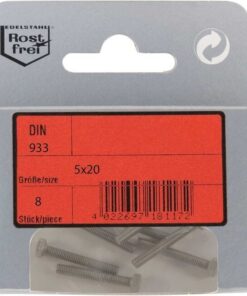 EDELSTAHL
Rost
frei
DIN
933
5x20
Größe/size
8
Stück/piece
4 022697 181172